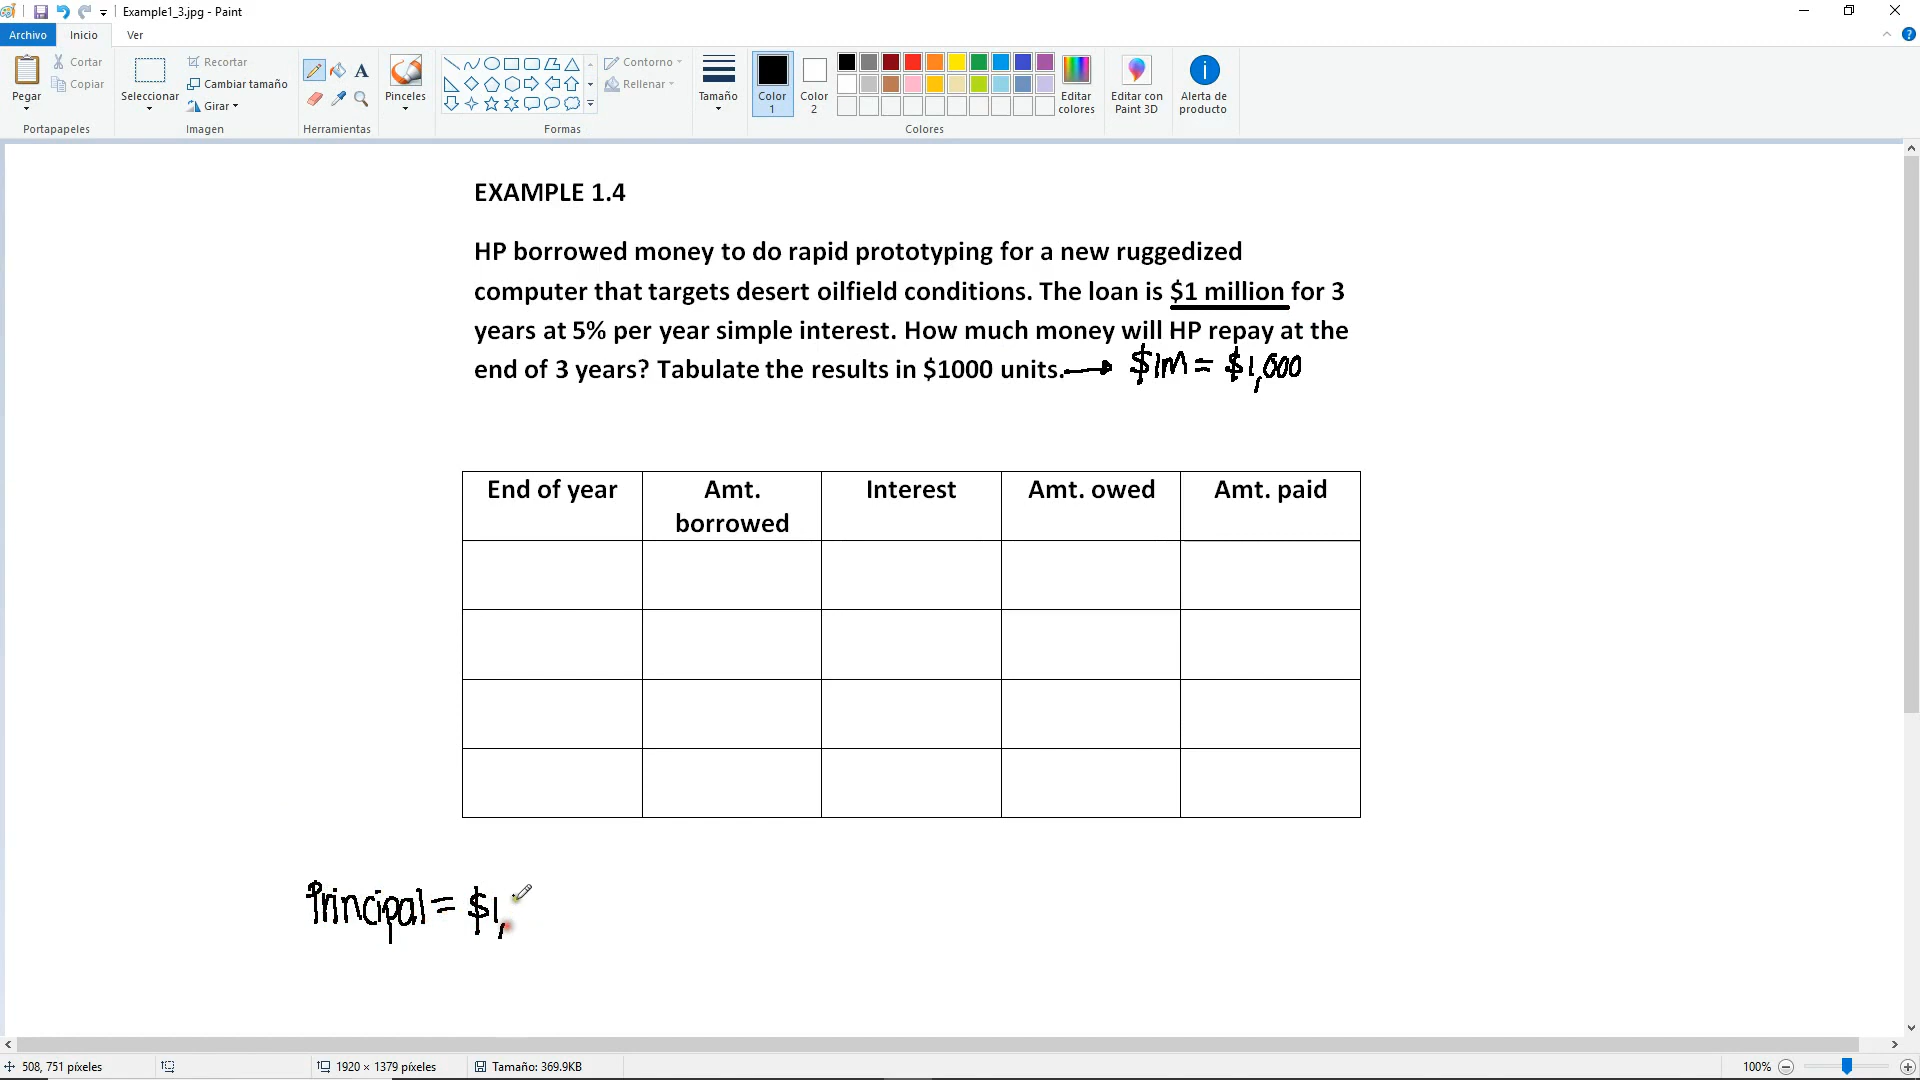 Example1_3.jpg - Paint
Archivo Inicio Ver
Pegar
Cortar
Copiar
Portapapeles
Seleccionar
Recortar
Cambiar tamaño
Girar
Imagen
Herramientas
Pinceles
Contorno
Rellenar
Formas
Tamaño
Color 1
Color 2
Editar colores
Colores
Editar con Paint 3D
Alerta de producto
EXAMPLE 1.4
HP borrowed money to do rapid prototyping for a new ruggedized
computer that targets desert oilfield conditions. The loan is $1 million for 3
years at 5% per year simple interest. How much money will HP repay at the
end of 3 years? Tabulate the results in $1000 units. → $1M = $1,000
End of year Amt. borrowed Interest Amt. owed Amt. paid
Principal = $1,
508, 751 píxeles 1920 × 1379 píxeles Tamaño: 369.9KB 100%